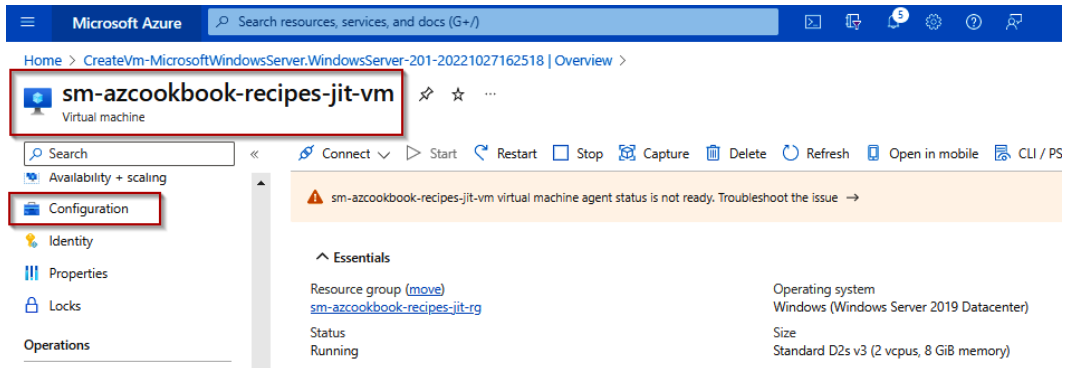 Microsoft Azure
Search resources, services, and docs (G+/)
5
Home > CreateVm-MicrosoftWindowsServer.WindowsServer-201-20221027162518 | Overview >
sm-azcookbook-recipes-jit-vm
Virtual machine
Search
«
Connect
Start
Restart
Stop
Capture
Delete
Refresh
Open in mobile
CLI / PS
Availability + scaling
Configuration
Identity
Properties
Locks
Operations
sm-azcookbook-recipes-jit-vm virtual machine agent status is not ready. Troubleshoot the issue →
Essentials
Resource group (move)
sm-azcookbook-recipes-jit-rg
Status
Running
Operating system
Windows (Windows Server 2019 Datacenter)
Size
Standard D2s v3 (2 vcpus, 8 GiB memory)